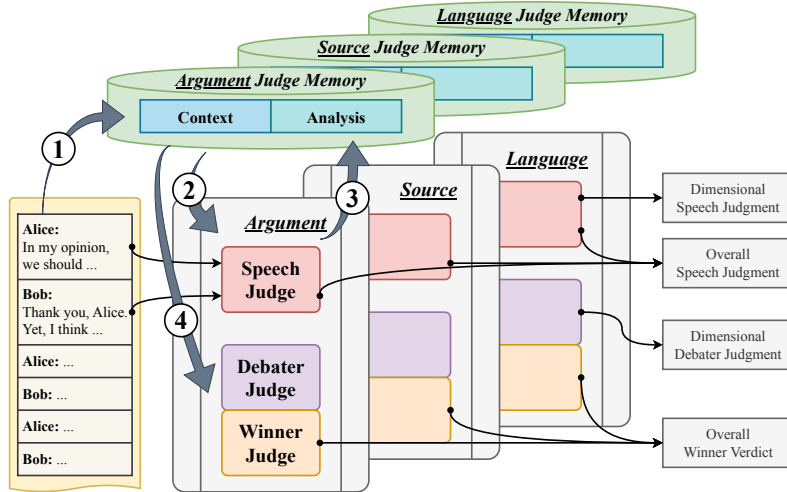 Language Judge Memory
Source Judge Memory
Argument Judge Memory
Context
Analysis
1
2
3
4
Alice:
In my opinion,
we should ...
Bob:
Thank you, Alice.
Yet, I think ...
Alice: ...
Bob: ...
Alice: ...
Bob: ...
Argument
Speech
Judge
Debater
Judge
Winner
Judge
Source
Language
Dimensional
Speech Judgment
Overall
Speech Judgment
Dimensional
Debater Judgment
Overall
Winner Verdict